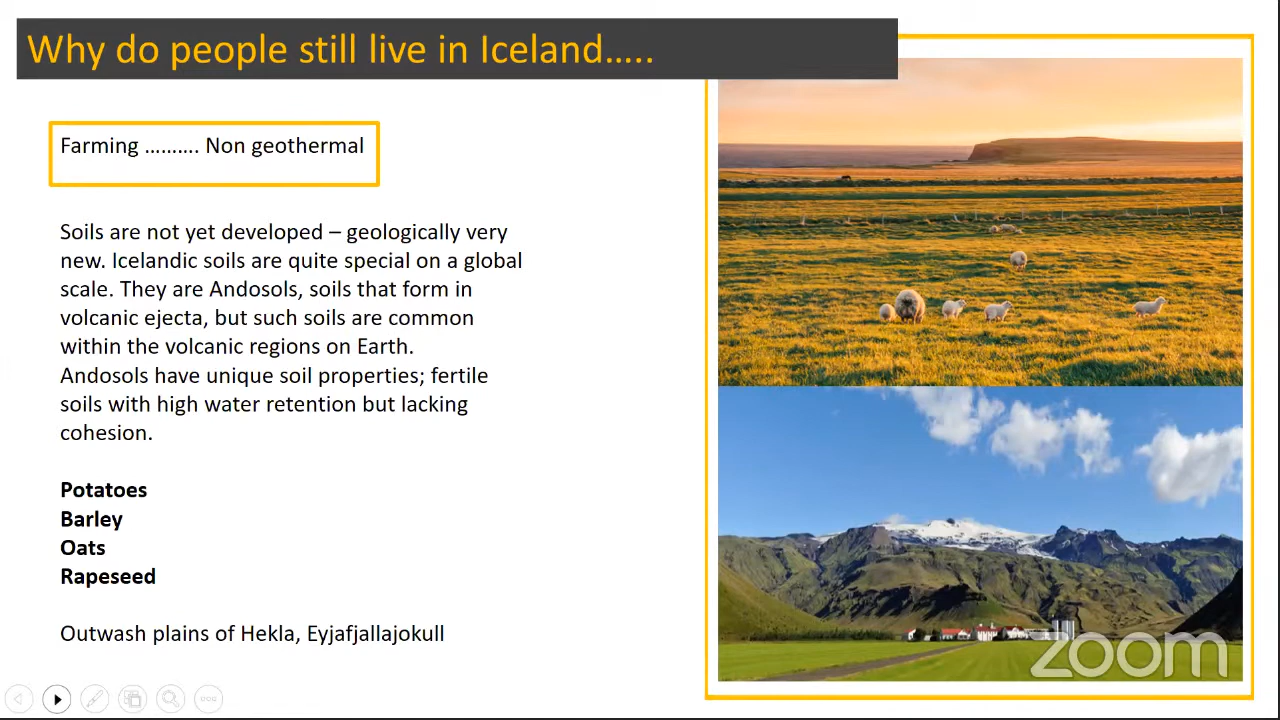 Why do people still live in Iceland…..
Farming ………. Non geothermal
Soils are not yet developed – geologically very
new. Icelandic soils are quite special on a global
scale. They are Andosols, soils that form in
volcanic ejecta, but such soils are common
within the volcanic regions on Earth.
Andosols have unique soil properties; fertile
soils with high water retention but lacking
cohesion.
Potatoes
Barley
Oats
Rapeseed
Outwash plains of Hekla, Eyjafjallajokull
zoom